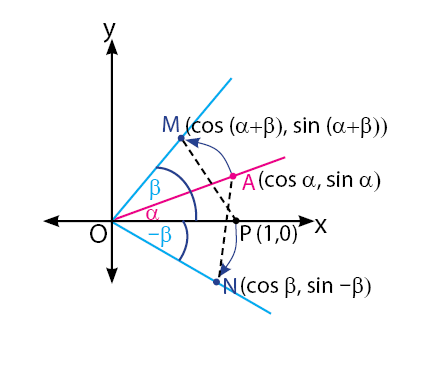 y
M (cos (α+β), sin (α+β))
A (cos α, sin α)
β
α
O
−β
P (1,0)
x
N (cos β, sin −β)